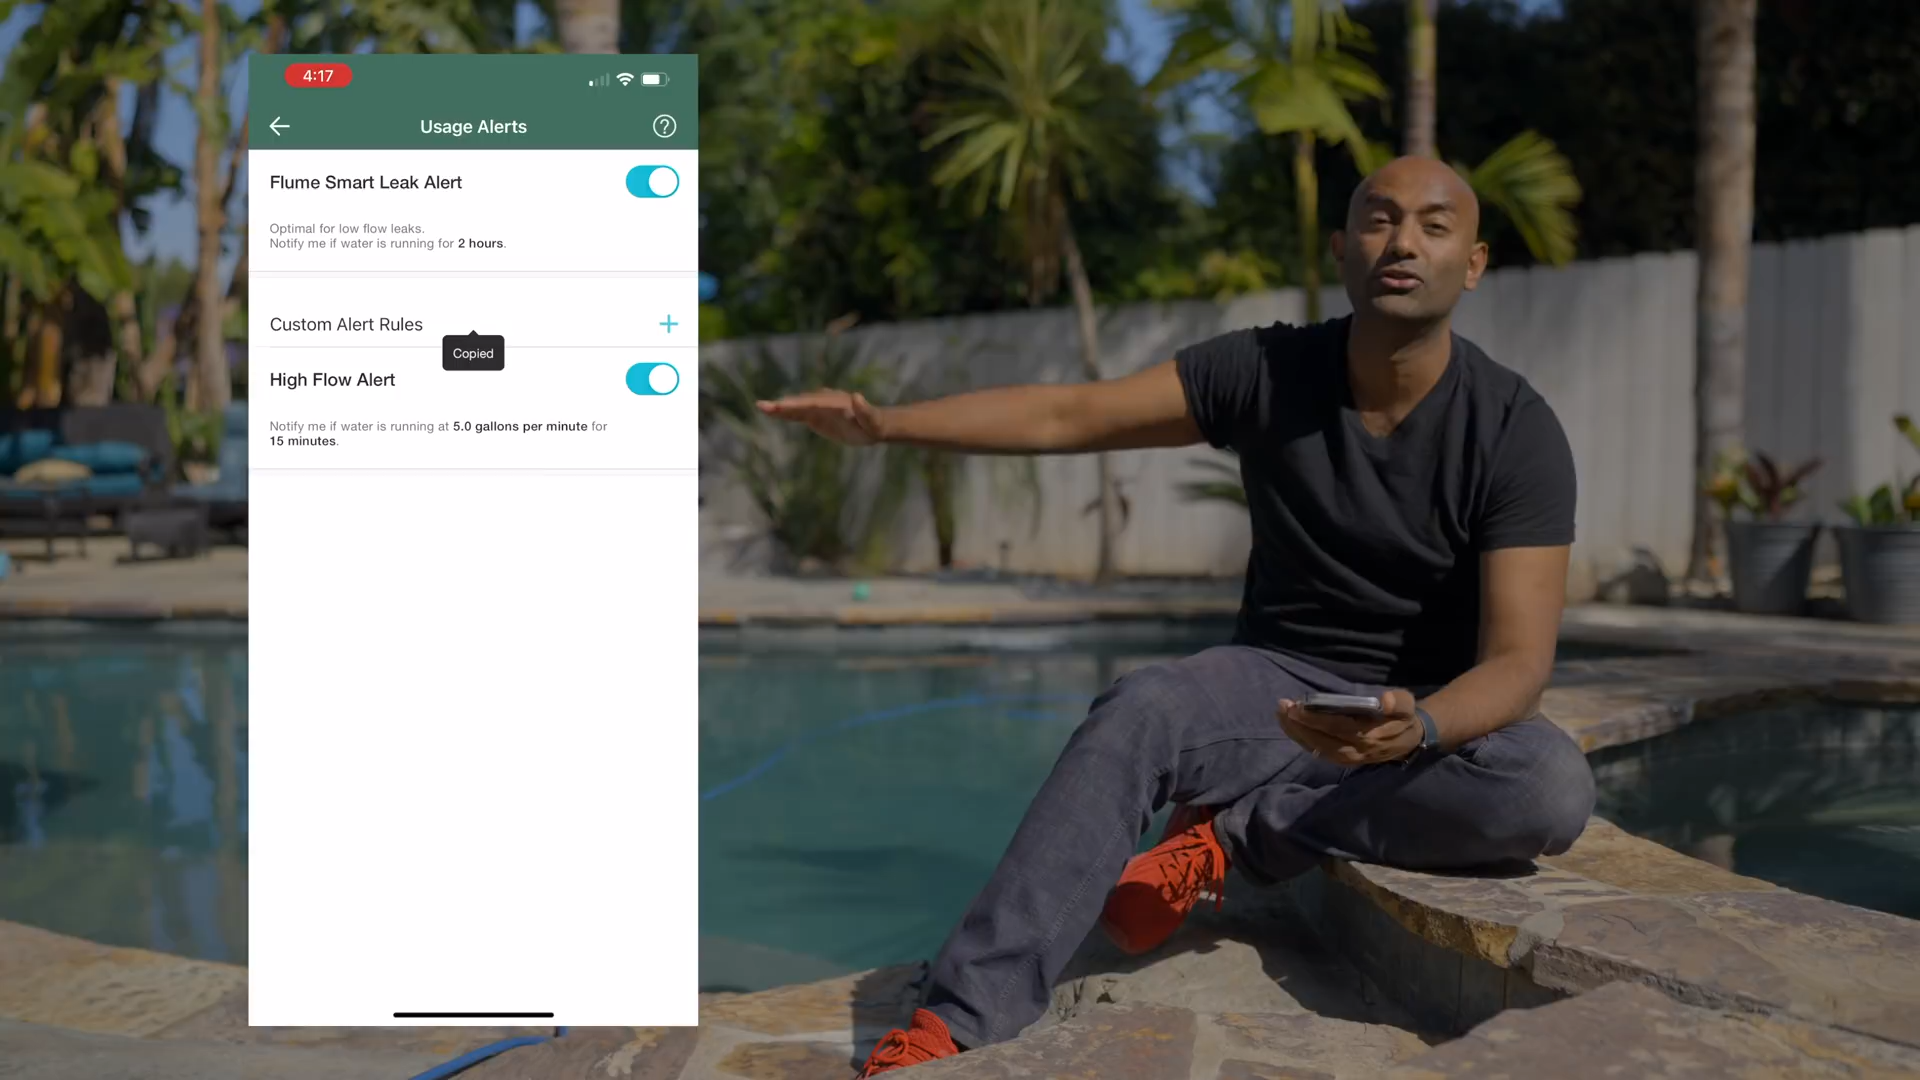 4:17
Usage Alerts
Flume Smart Leak Alert
Optimal for low flow leaks.
Notify me if water is running for 2 hours.
Custom Alert Rules
Copied
High Flow Alert
Notify me if water is running at 5.0 gallons per minute for
15 minutes.